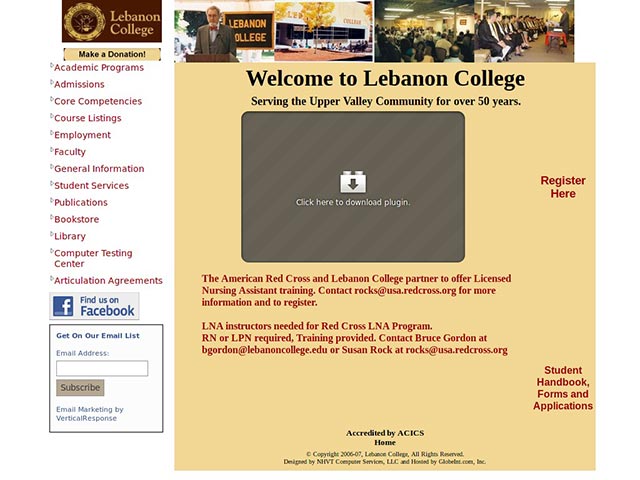 Lebanon
College
LEBANON
COLLEGE
Make a Donation!
Academic Programs
Admissions
Core Competencies
Course Listings
Employment
Faculty
General Information
Student Services
Publications
Bookstore
Library
Computer Testing
Center
Articulation Agreements
Find us on
Facebook
Get On Our Email List
Email Address:
Subscribe
Email Marketing by
VerticalResponse
Welcome to Lebanon College
Serving the Upper Valley Community for over 50 years.
Click here to download plugin.
The American Red Cross and Lebanon College partner to offer Licensed
Nursing Assistant training. Contact rocks@usa.redcross.org for more
information and to register.
LNA instructors needed for Red Cross LNA Program.
RN or LPN required, Training provided. Contact Bruce Gordon at
bgordon@lebanoncollege.edu or Susan Rock at rocks@usa.redcross.org
Register
Here
Student
Handbook,
Forms and
Applications
Accredited by ACICS
Home
© Copyright 2006-07, Lebanon College, All Rights Reserved.
Designed by NHVT Computer Services, LLC and Hosted by GlobeInt.com, Inc.